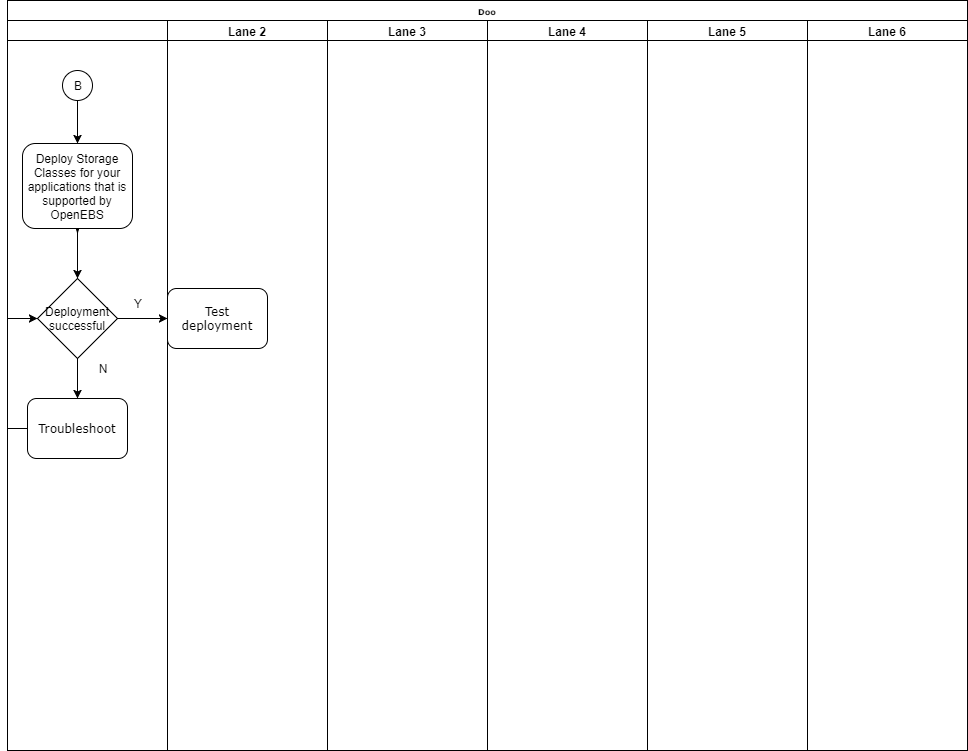 Doo
Lane 2
Lane 3
Lane 4
Lane 5
Lane 6
B
Deploy Storage
Classes for your
applications that is
supported by
OpenEBS
Deployment
successful
Y
Test
deployment
N
Troubleshoot